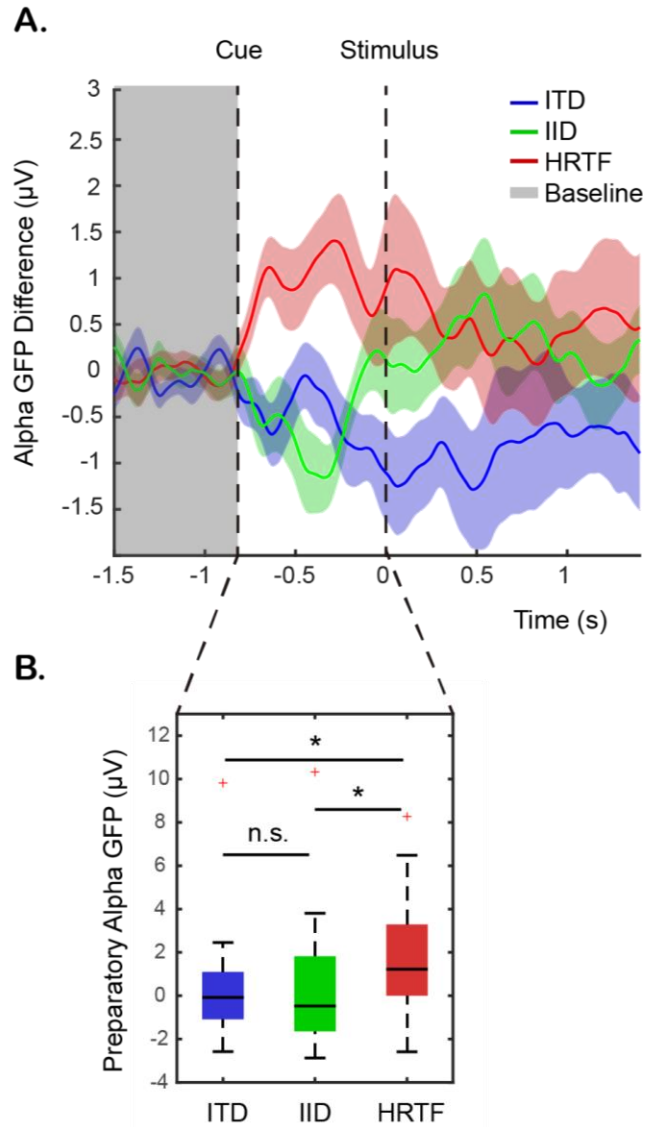 A.
Cue Stimulus
3
2.5
2
1.5
1
0.5
0
-0.5
-1
-1.5
Alpha GFP Difference (µV)
ITD
IID
HRTF
Baseline
-1.5 -1 -0.5 0 0.5 1
Time (s)
B.
12
10
8
6
4
2
0
-2
-4
Preparatory Alpha GFP (µV)
*
*
n.s.
ITD IID HRTF